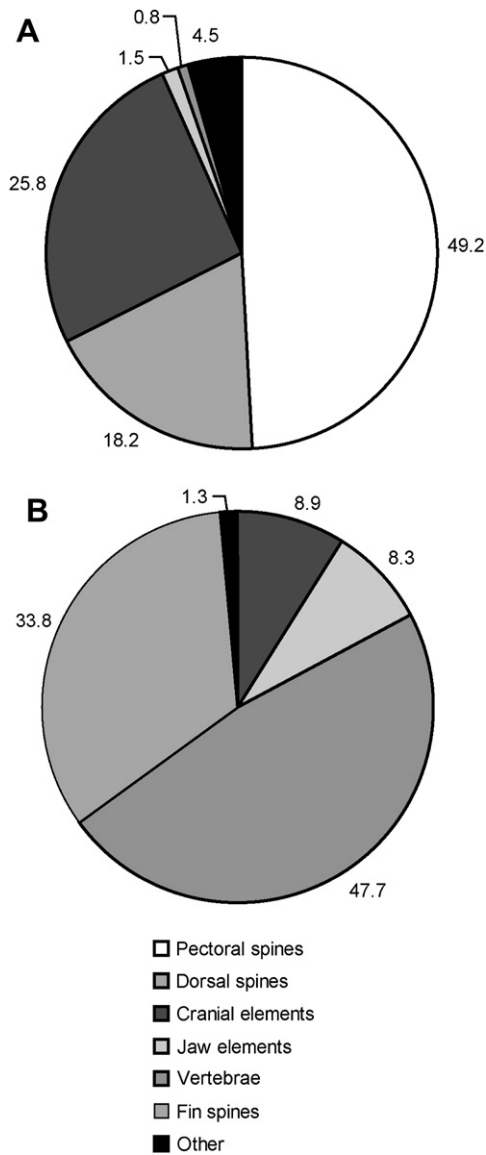 A
0.8
4.5
1.5
25.8
49.2
18.2
B
1.3
8.9
8.3
33.8
47.7
Pectoral spines
Dorsal spines
Cranial elements
Jaw elements
Vertebrae
Fin spines
Other